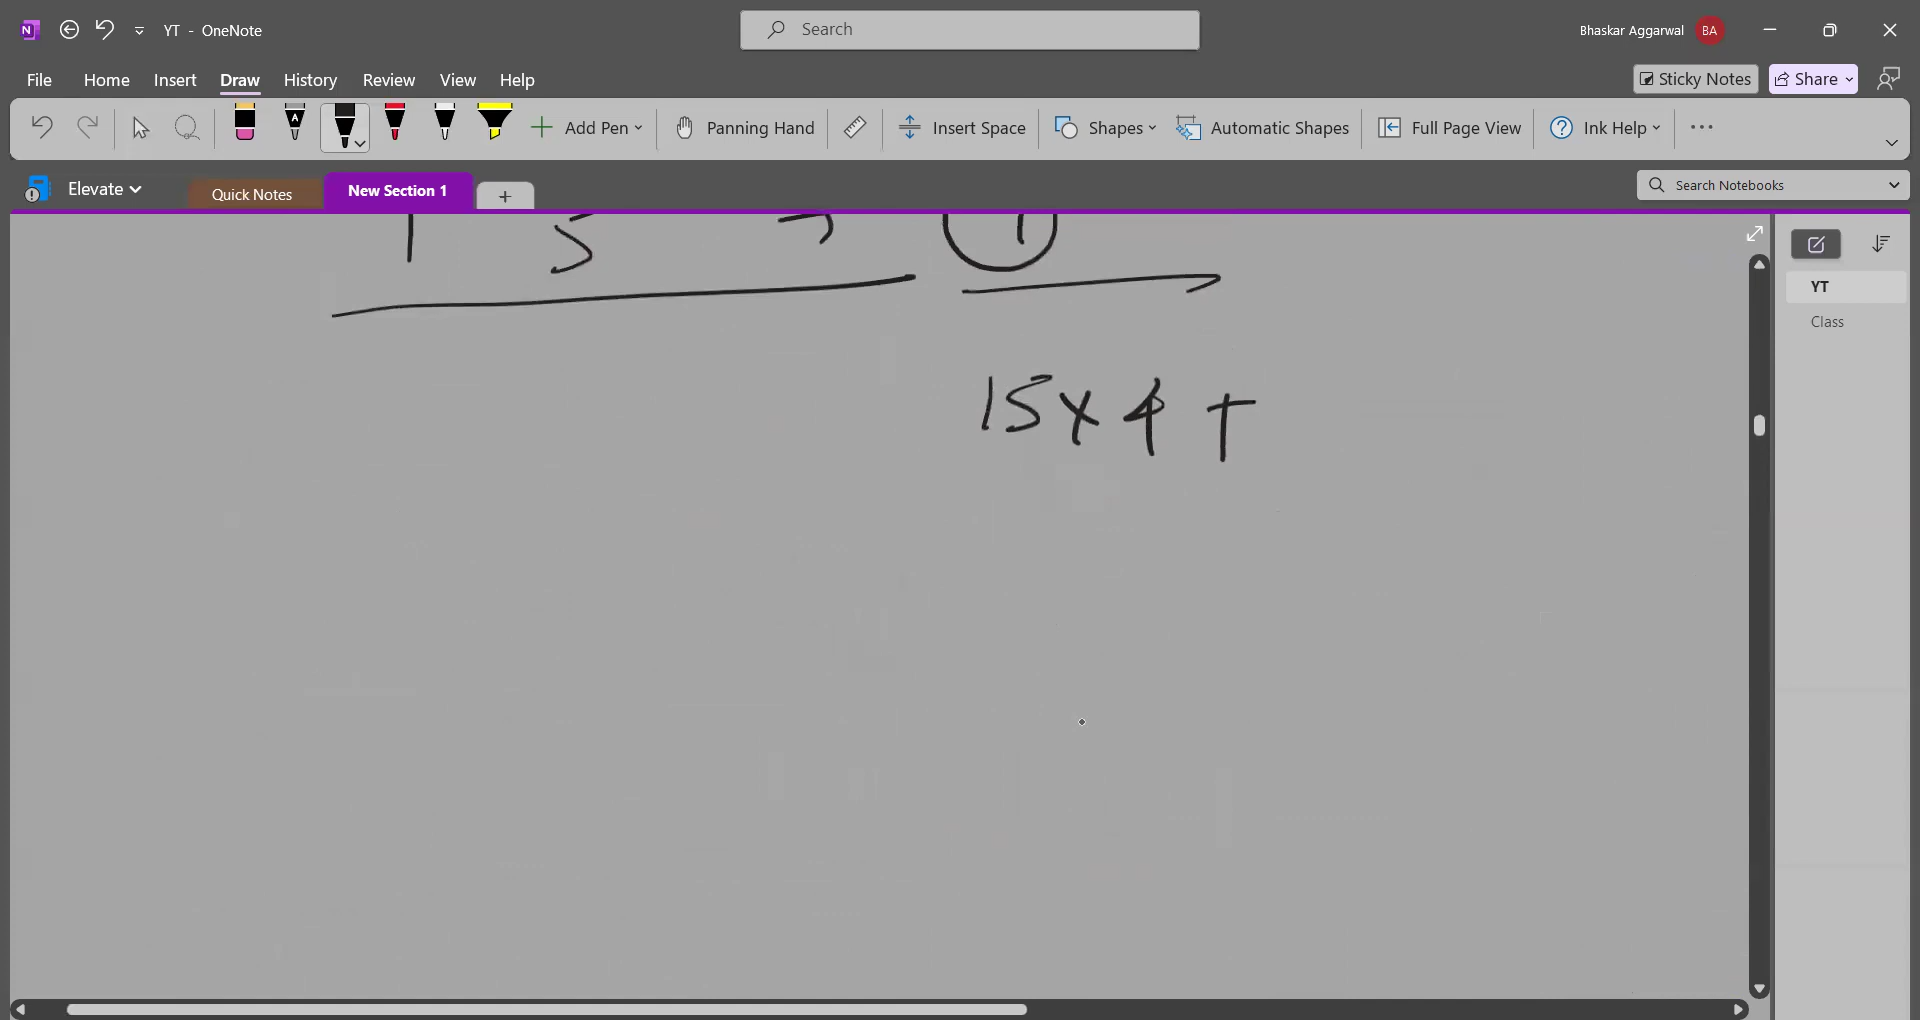 YT - OneNote
Search
Bhaskar Aggarwal BA
File Home Insert Draw History Review View Help
Sticky Notes Share
Add Pen Panning Hand Insert Space Shapes Automatic Shapes Full Page View Ink Help
Elevate Quick Notes New Section 1 +
Search Notebooks
YT
Class
15 x 4 +